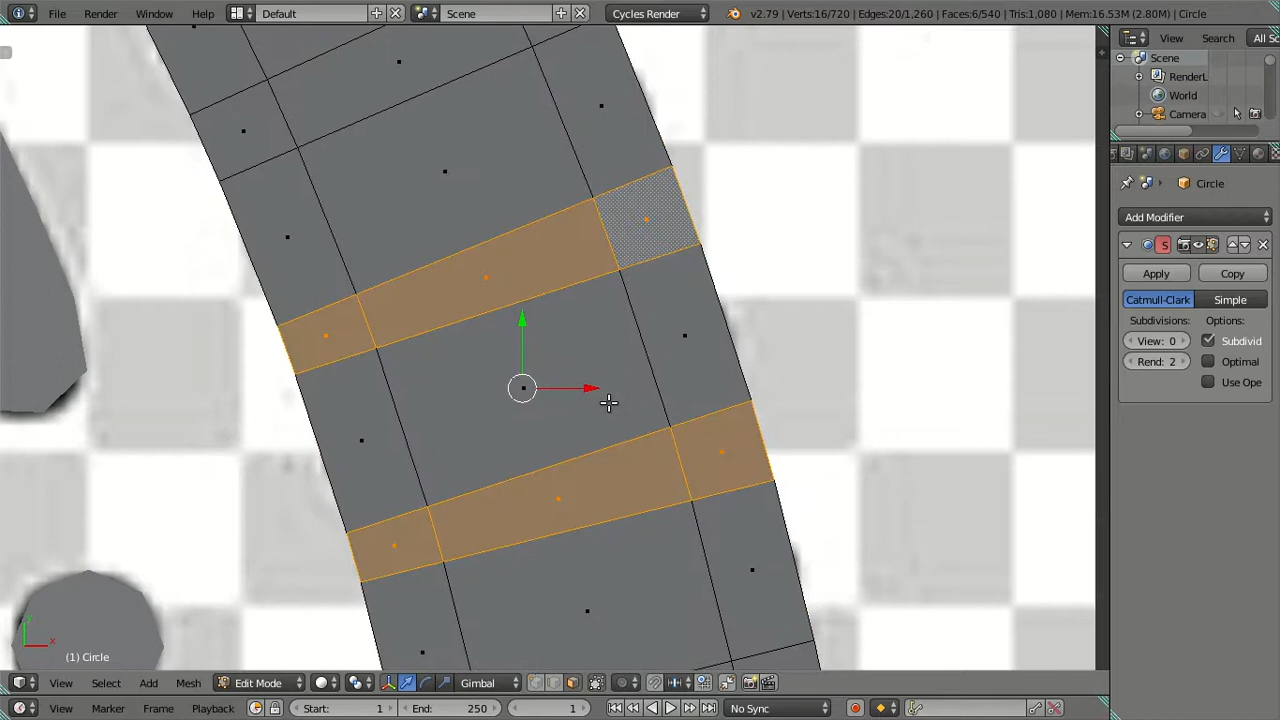 File Render Window Help Default Scene Cycles Render v2.79 | Verts:16/720 | Edges:20/1,260 | Faces:6/540 | Tris:1,080 | Mem:16.53M (2.80M) | Circle
View Search All Sc
Scene
RenderL
World
Camera
Circle
Add Modifier
S
Apply Copy
Catmull-Clark Simple
Subdivisions: Options:
View: 0 Subdivid
Rend: 2 Optimal
Use Ope
x
(1) Circle
View Select Add Mesh Edit Mode Gimbal
View Marker Frame Playback Start: 1 End: 250 1 No Sync